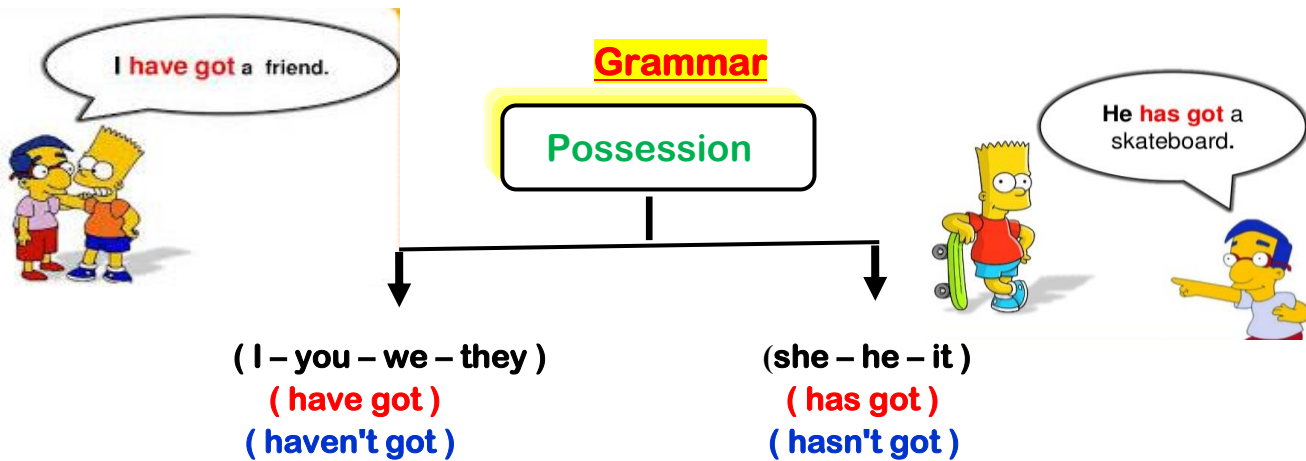 I have got a friend.
Grammar
Possession
He has got a
skateboard.
( I – you – we – they )
( have got )
( haven't got )
(she – he – it )
( has got )
( hasn't got )